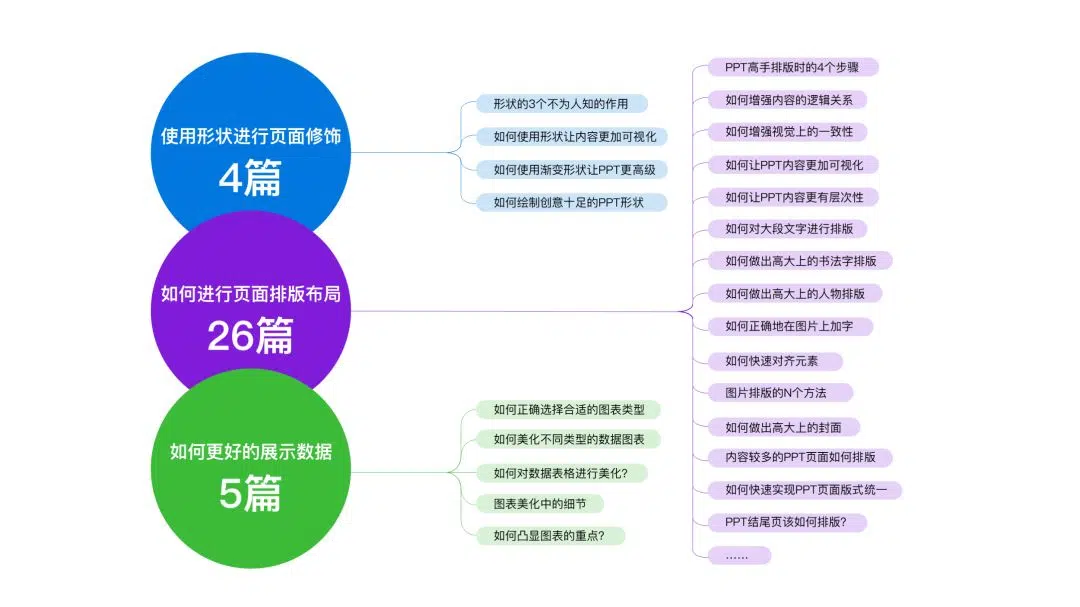 使用形状进行页面修饰
4篇
形状的3个不为人知的作用
如何使用形状让内容更加可视化
如何使用渐变形状让PPT更高级
如何绘制创意十足的PPT形状
如何进行页面排版布局
26篇
PPT高手排版时的4个步骤
如何增强内容的逻辑关系
如何增强视觉上的一致性
如何让PPT内容更加可视化
如何让PPT内容更有层次性
如何对大段文字进行排版
如何做出高大上的书法字排版
如何做出高大上的人物排版
如何正确地在图片上加字
如何快速对齐元素
图片排版的N个方法
如何做出高大上的封面
内容较多的PPT页面如何排版
如何快速实现PPT页面版式统一
PPT结尾页该如何排版?
……
如何更好的展示数据
5篇
如何正确选择合适的图表类型
如何美化不同类型的数据图表
如何对数据表格进行美化?
图表美化中的细节
如何凸显图表的重点?